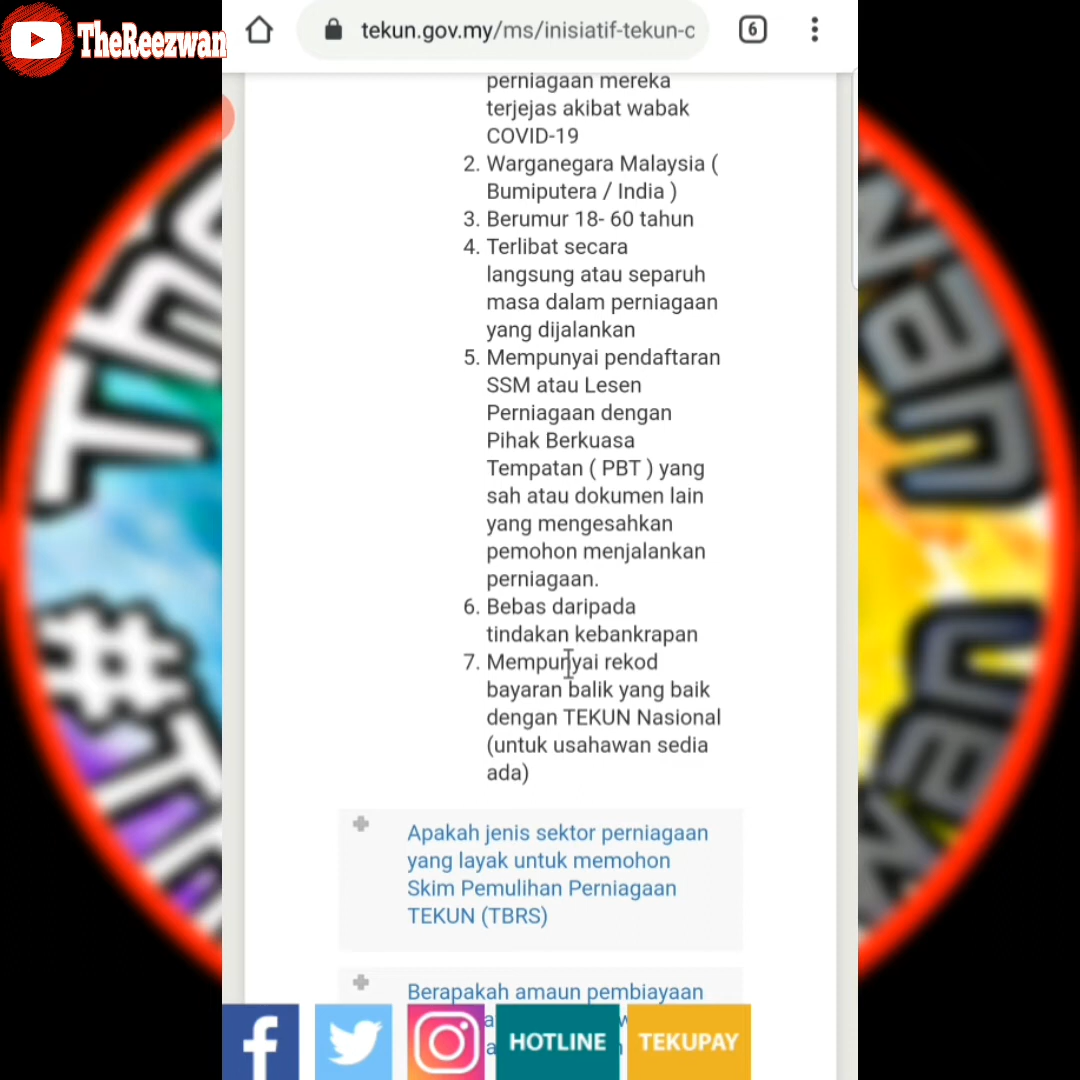 TheReezwan
tekun.gov.my/ms/inisiatif-tekun-c
6
perniagaan mereka
terjejas akibat wabak
COVID-19
2. Warganegara Malaysia (
Bumiputera / India )
3. Berumur 18- 60 tahun
4. Terlibat secara
langsung atau separuh
masa dalam perniagaan
yang dijalankan
5. Mempunyai pendaftaran
SSM atau Lesen
Perniagaan dengan
Pihak Berkuasa
Tempatan ( PBT ) yang
sah atau dokumen lain
yang mengesahkan
pemohon menjalankan
perniagaan.
6. Bebas daripada
tindakan kebankrapan
7. Mempunyai rekod
bayaran balik yang baik
dengan TEKUN Nasional
(untuk usahawan sedia
ada)
Apakah jenis sektor perniagaan
yang layak untuk memohon
Skim Pemulihan Perniagaan
TEKUN (TBRS)
Berapakah amaun pembiayaan
HOTLINE
TEKUPAY